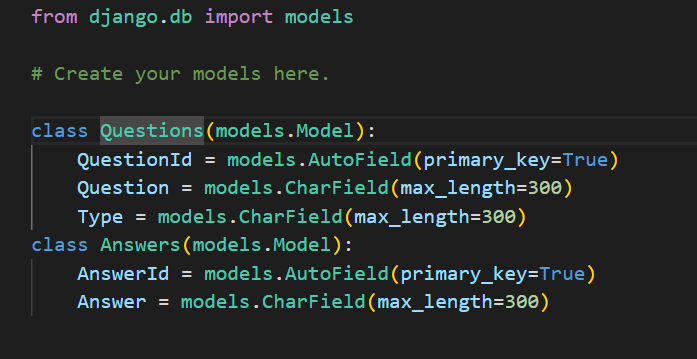 from django.db import models
# Create your models here.
class Questions(models.Model):
QuestionId = models.AutoField(primary_key=True)
Question = models.CharField(max_length=300)
Type = models.CharField(max_length=300)
class Answers(models.Model):
AnswerId = models.AutoField(primary_key=True)
Answer = models.CharField(max_length=300)